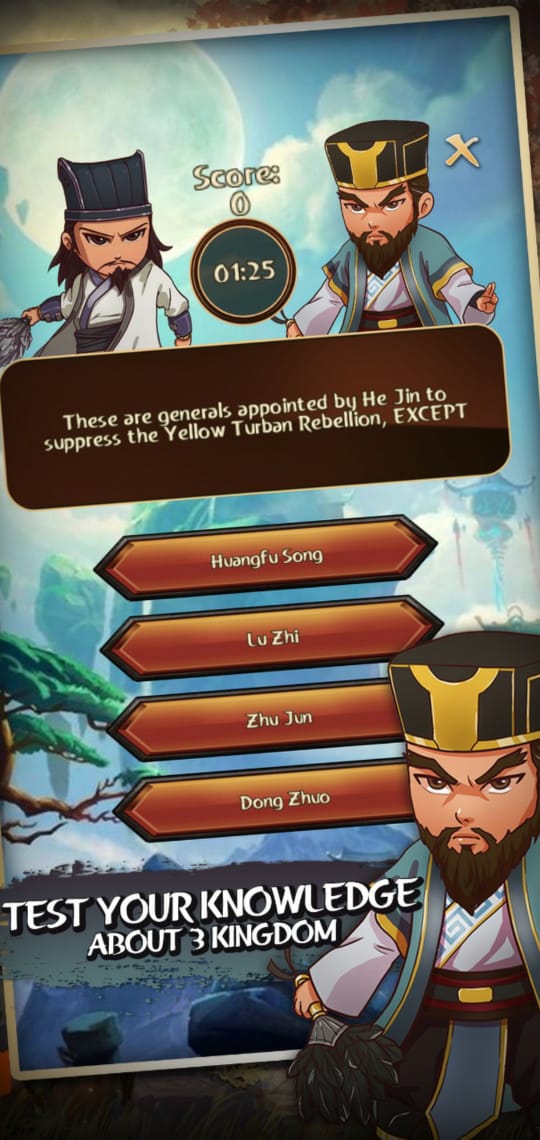 Score:
0
01:25
These are generals appointed by He Jin to
suppress the Yellow Turban Rebellion, EXCEPT
Huangfu Song
Lu Zhi
Zhu Jun
Dong Zhuo
TEST YOUR KNOWLEDGE
ABOUT 3 KINGDOM